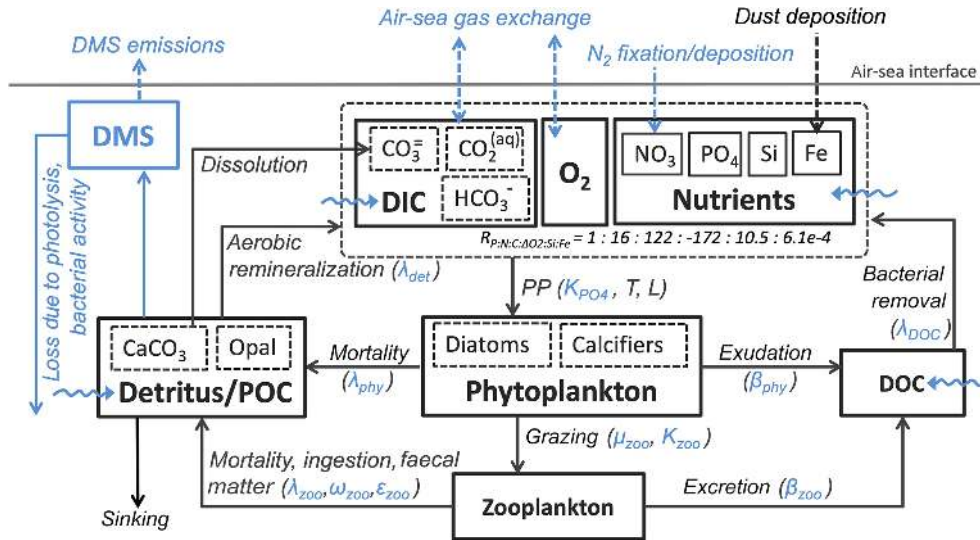 Air-sea gas exchange
Dust deposition
DMS emissions
N2 fixation/deposition
Air-sea interface
DMS
CO3=
CO2(aq)
HCO3-
DIC
O2
NO3
PO4
Si
Fe
Nutrients
Dissolution
RP:N:C:ΔO2:Si:Fe = 1 : 16 : 122 : -172 : 10.5 : 6.1e-4
Loss due to photolysis,
bacterial activity
Aerobic
remineralization (λdet)
PP (KPO4, T, L)
Bacterial
removal
(λDOC)
CaCO3
Opal
Detritus/POC
Mortality
(λphy)
Diatoms
Calcifiers
Phytoplankton
Exudation
(βphy)
DOC
Grazing (μzoo, Kzoo)
Mortality, ingestion, faecal
matter (λzoo,ωzoo,εzoo)
Zooplankton
Excretion (βzoo)
Sinking